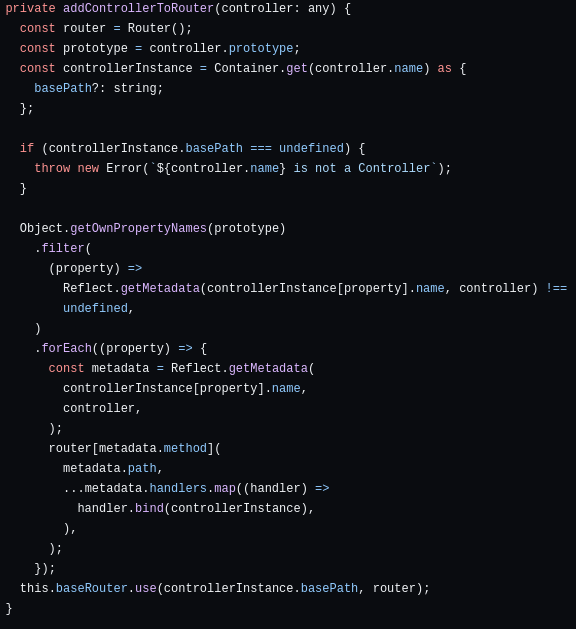 private addControllerToRouter(controller: any) {
  const router = Router();
  const prototype = controller.prototype;
  const controllerInstance = Container.get(controller.name) as {
    basePath?: string;
  };

  if (controllerInstance.basePath === undefined) {
    throw new Error(`${controller.name} is not a Controller`);
  }

  Object.getOwnPropertyNames(prototype)
    .filter(
      (property) =>
        Reflect.getMetadata(controllerInstance[property].name, controller) !==
        undefined,
    )
    .forEach((property) => {
      const metadata = Reflect.getMetadata(
        controllerInstance[property].name,
        controller,
      );
      router[metadata.method](
        metadata.path,
        ...metadata.handlers.map((handler) =>
          handler.bind(controllerInstance),
        ),
      );
    });
  this.baseRouter.use(controllerInstance.basePath, router);
}